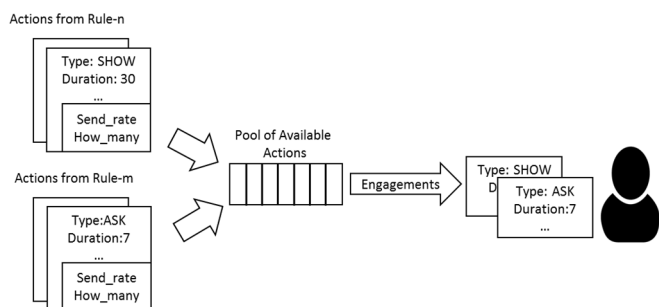 Actions from Rule-n
Type: SHOW
Duration: 30
...
Send_rate
How_many
Actions from Rule-m
Type:ASK
Duration:7
...
Send_rate
How_many
Pool of Available
Actions
Engagements
Type: SHOW
D
Type: ASK
Duration:7
...